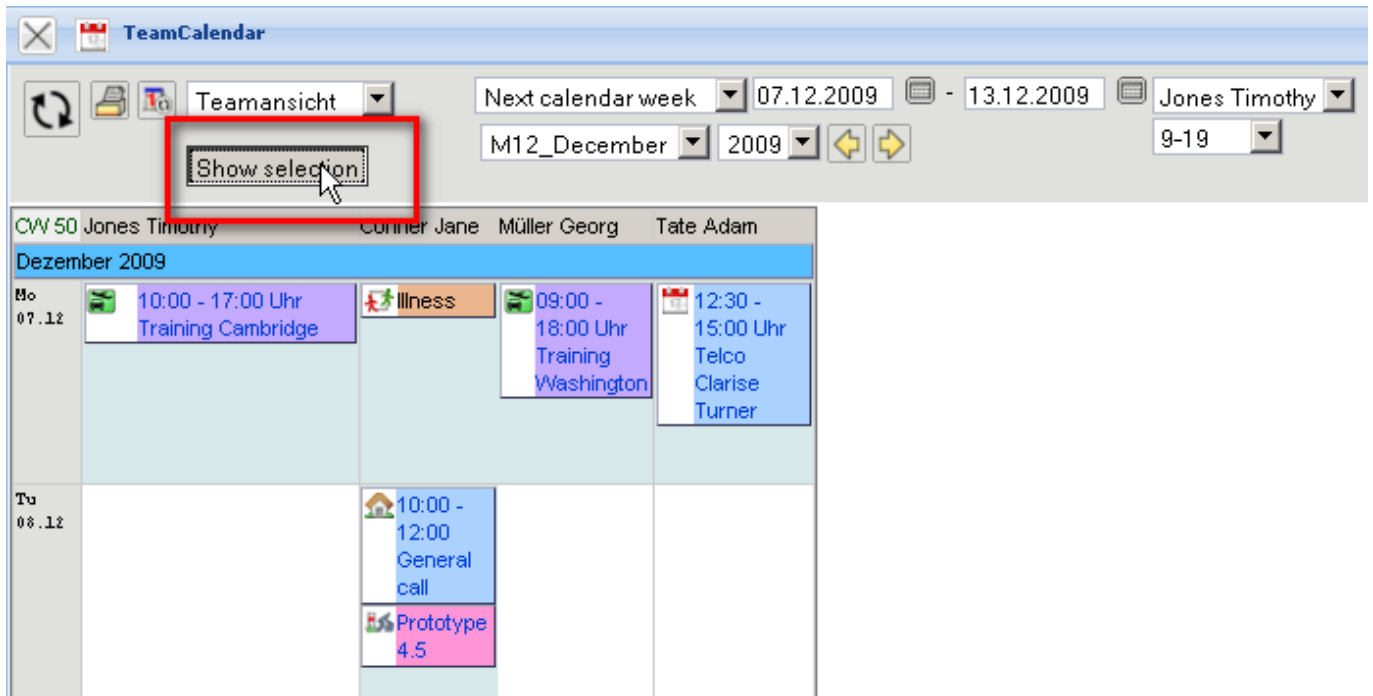 TeamCalendar
Teamansicht Next calendar week 07.12.2009 - 13.12.2009 Jones Timothy
M12_December 2009 9-19
Show selection
CW 50 Jones Timothy Conner Jane Müller Georg Tate Adam
Dezember 2009
Mo
07.12
10:00 - 17:00 Uhr
Training Cambridge
Illness
09:00 -
18:00 Uhr
Training
Washington
12:30 -
15:00 Uhr
Telco
Clarise
Turner
Tu
08.12
10:00 -
12:00
General
call
Prototype
4.5